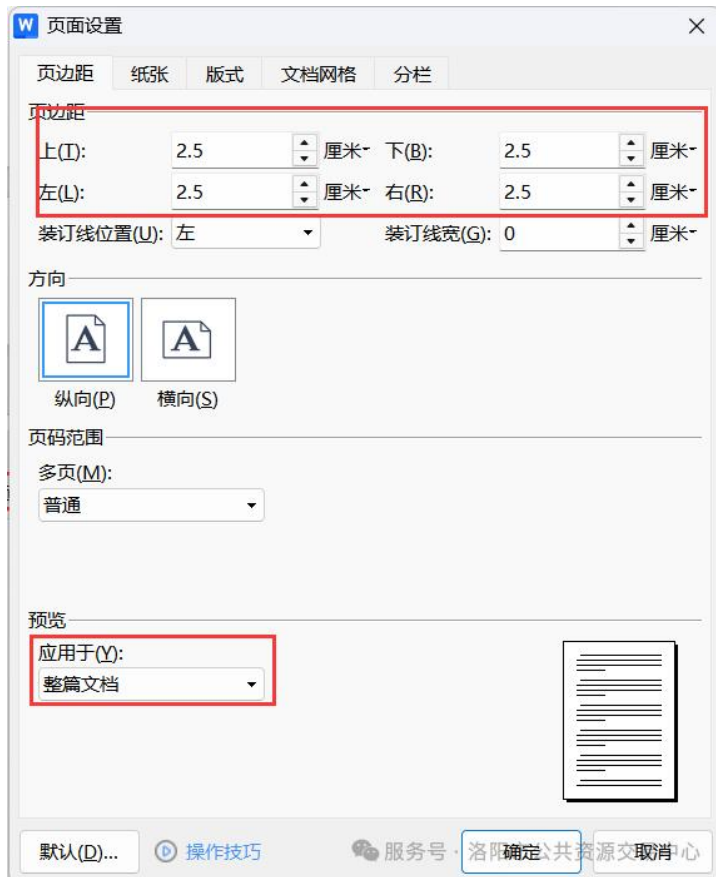 W 页面设置
页边距 纸张 版式 文档网格 分栏
页边距
上(T): 2.5 厘米 下(B): 2.5 厘米
左(L): 2.5 厘米 右(R): 2.5 厘米
装订线位置(U): 左 装订线宽(G): 0 厘米
方向
A A
纵向(P) 横向(S)
页码范围
多页(M):
普通
预览
应用于(Y):
整篇文档
默认(D)... 操作技巧 确定 取消
服务号 · 洛阳 公共资源交 中心